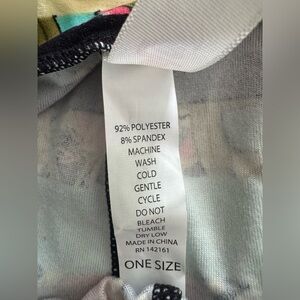 92% POLYESTER
8% SPANDEX
MACHINE
WASH
COLD
GENTLE
CYCLE
DO NOT
BLEACH
TUMBLE
DRY LOW
MADE IN CHINA
RN 142161
ONE SIZE